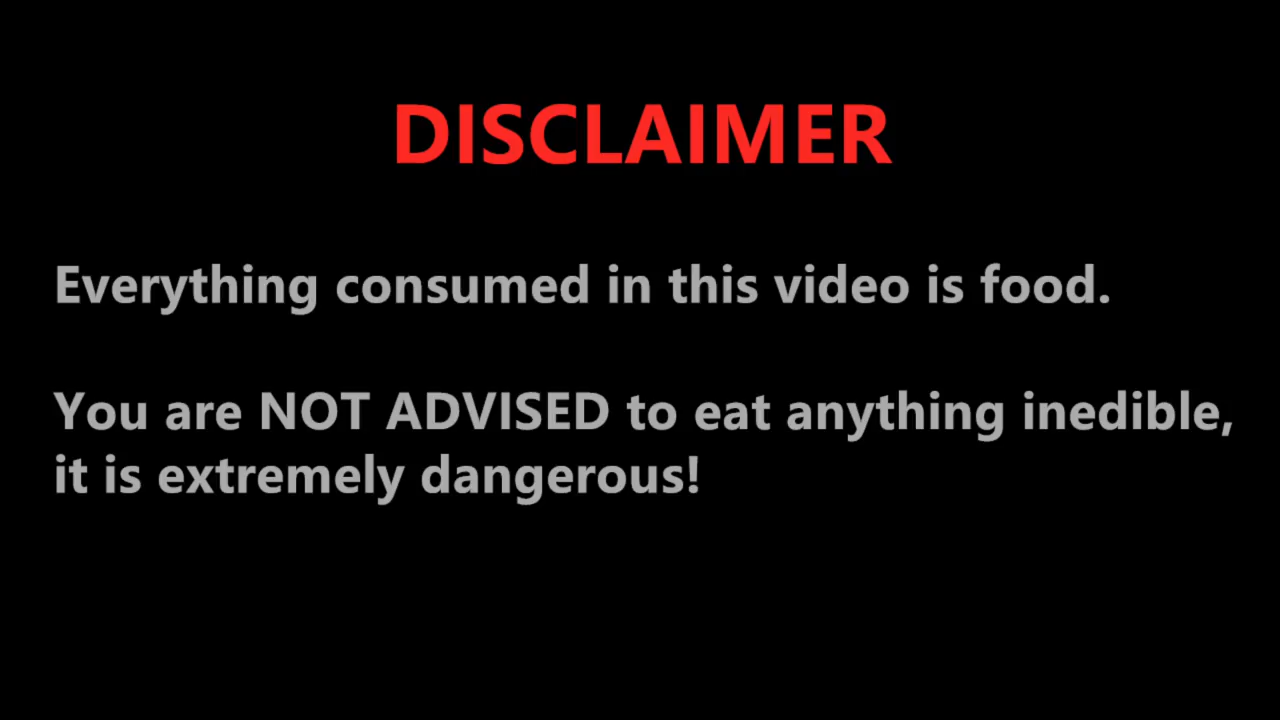 DISCLAIMER
Everything consumed in this video is food.
You are NOT ADVISED to eat anything inedible,
it is extremely dangerous!